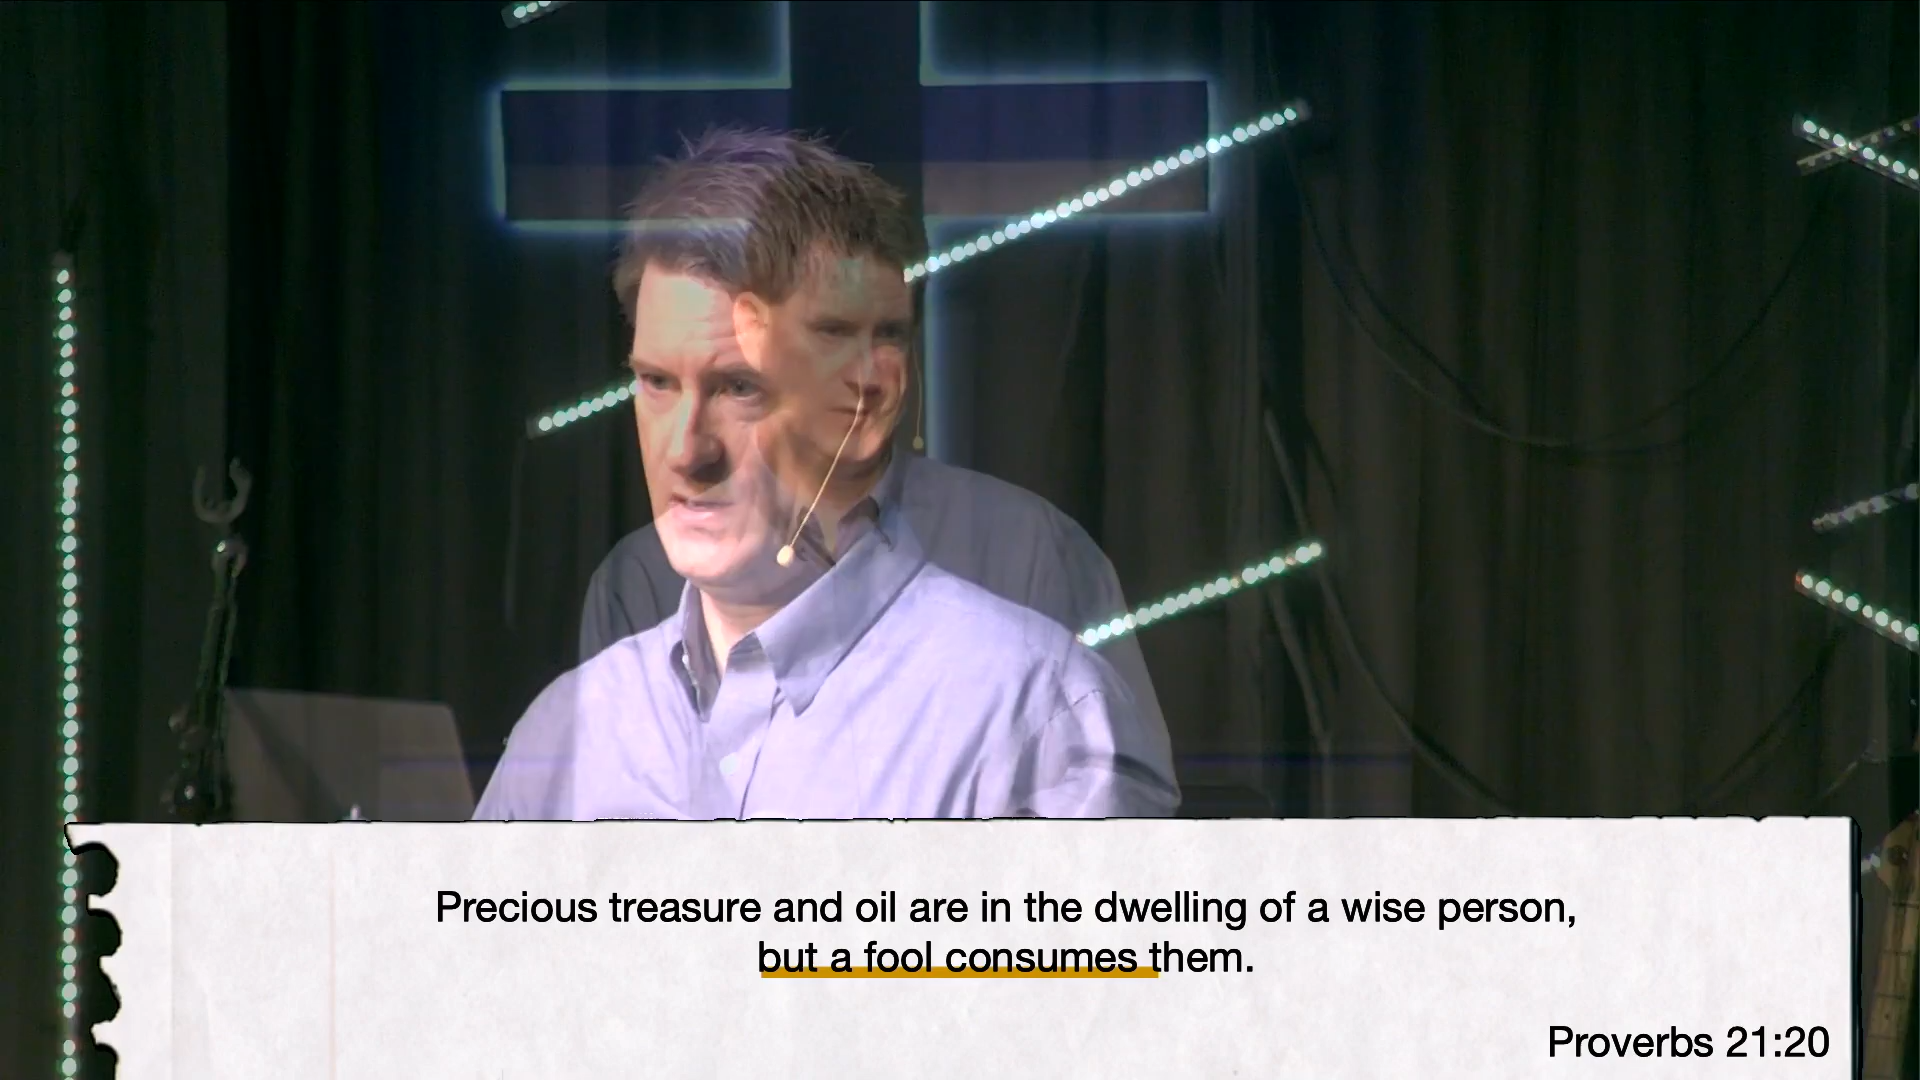 Precious treasure and oil are in the dwelling of a wise person,
but a fool consumes them.
Proverbs 21:20